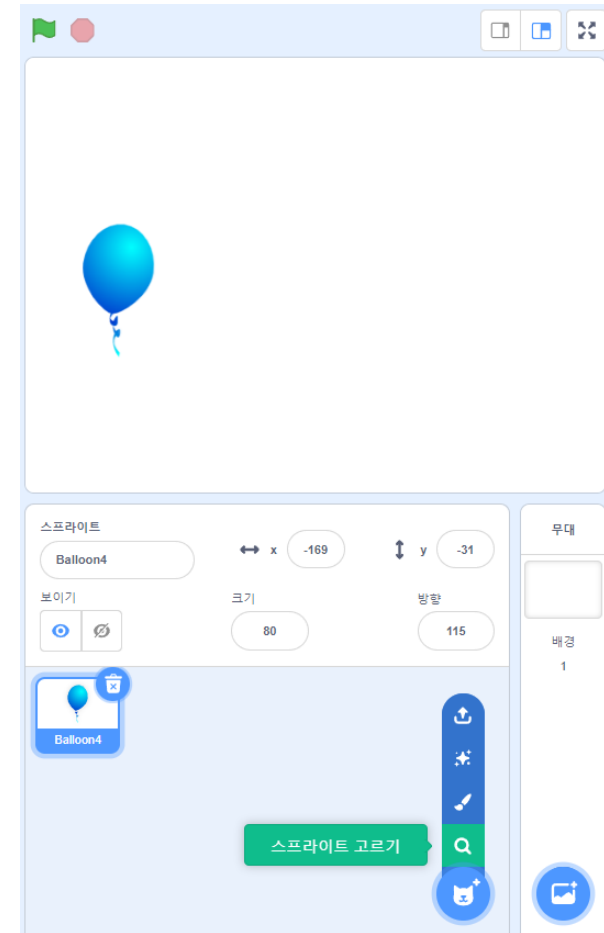 스프라이트
Balloon4
x -169
y -31
보이기
크기
80
방향
115
무대
배경
1
Balloon4
스프라이트 고르기